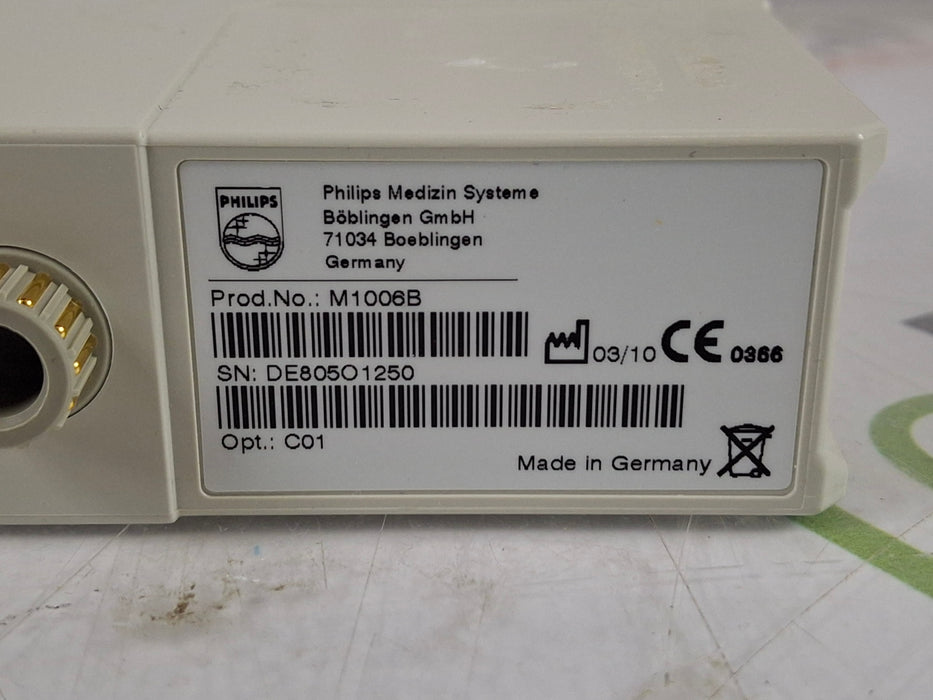 PHILIPS
Philips Medizin Systeme
Böblingen GmbH
71034 Boeblingen
Germany
Prod.No.: M1006B
03/10 CE 0366
SN: DE805O1250
Opt.: C01
Made in Germany